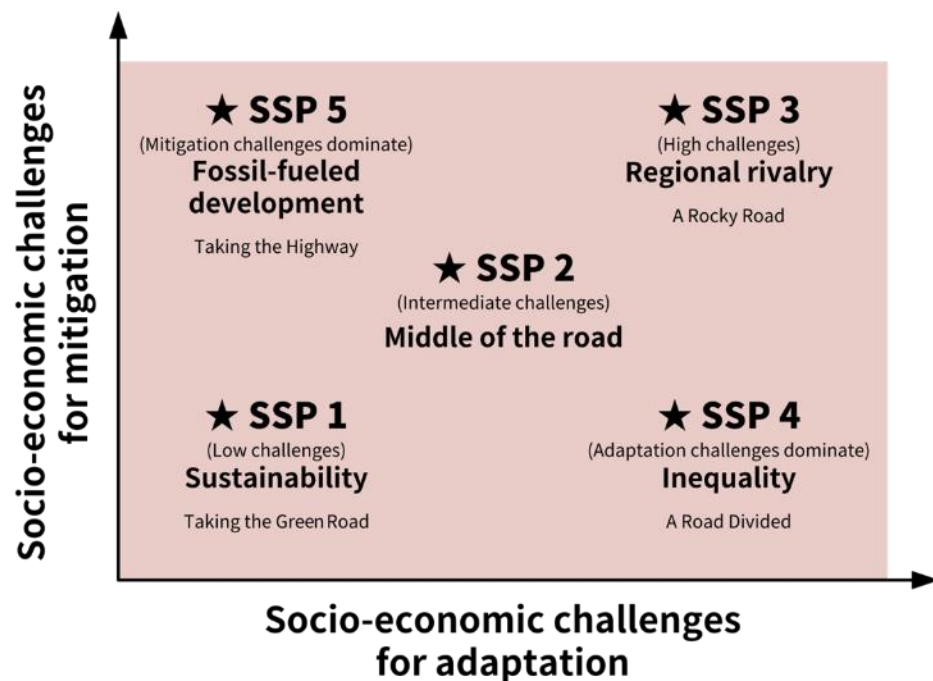 Socio-economic challenges
for mitigation
★ SSP 5
(Mitigation challenges dominate)
Fossil-fueled
development
Taking the Highway
★ SSP 3
(High challenges)
Regional rivalry
A Rocky Road
★ SSP 2
(Intermediate challenges)
Middle of the road
★ SSP 1
(Low challenges)
Sustainability
Taking the Green Road
★ SSP 4
(Adaptation challenges dominate)
Inequality
A Road Divided
Socio-economic challenges
for adaptation